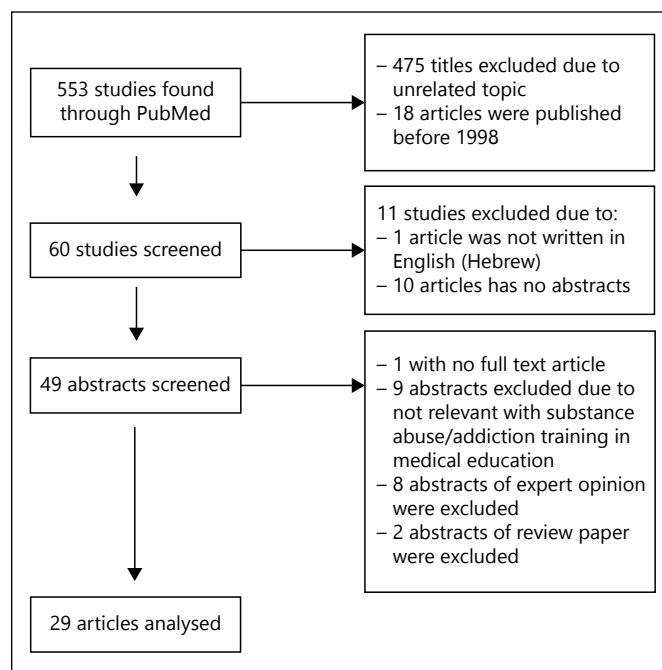 553 studies found
through PubMed
– 475 titles excluded due to
unrelated topic
– 18 articles were published
before 1998
60 studies screened
11 studies excluded due to:
– 1 article was not written in
English (Hebrew)
– 10 articles has no abstracts
49 abstracts screened
– 1 with no full text article
– 9 abstracts excluded due to
not relevant with substance
abuse/addiction training in
medical education
– 8 abstracts of expert opinion
were excluded
– 2 abstracts of review paper
were excluded
29 articles analysed